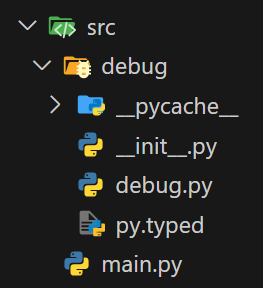 src
debug
__pycache__
__init__.py
debug.py
py.typed
main.py